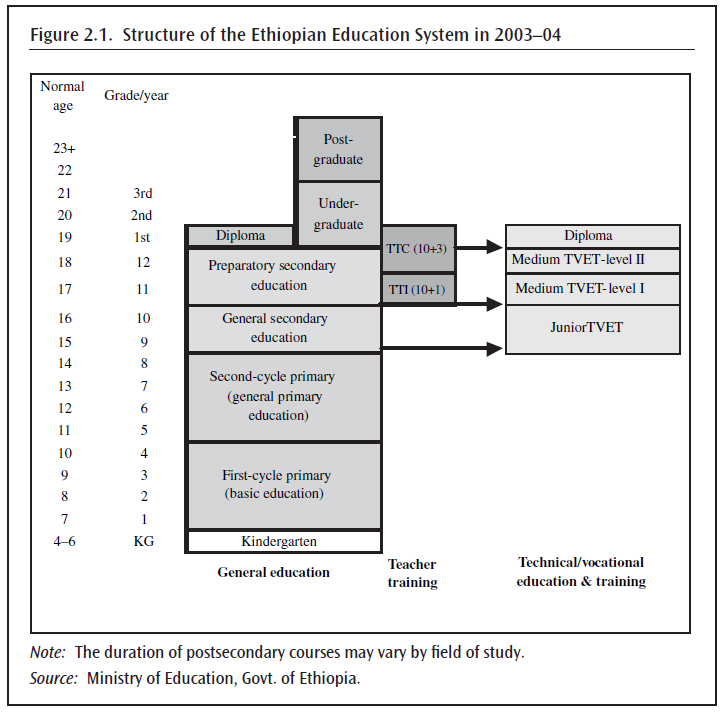 Figure 2.1. Structure of the Ethiopian Education System in 2003–04
Normal
age
Grade/year
23+
22
21 3rd
20 2nd
19 1st
18 12
17 11
16 10
15 9
14 8
13 7
12 6
11 5
10 4
9 3
8 2
7 1
4–6 KG
Post-
graduate
Under-
graduate
Diploma
Preparatory secondary
education
General secondary
education
Second-cycle primary
(general primary
education)
First-cycle primary
(basic education)
Kindergarten
General education
TTC (10+3)
TTI (10+1)
Teacher
training
Diploma
Medium TVET-level II
Medium TVET-level I
JuniorTVET
Technical/vocational
education & training
Note: The duration of postsecondary courses may vary by field of study.
Source: Ministry of Education, Govt. of Ethiopia.